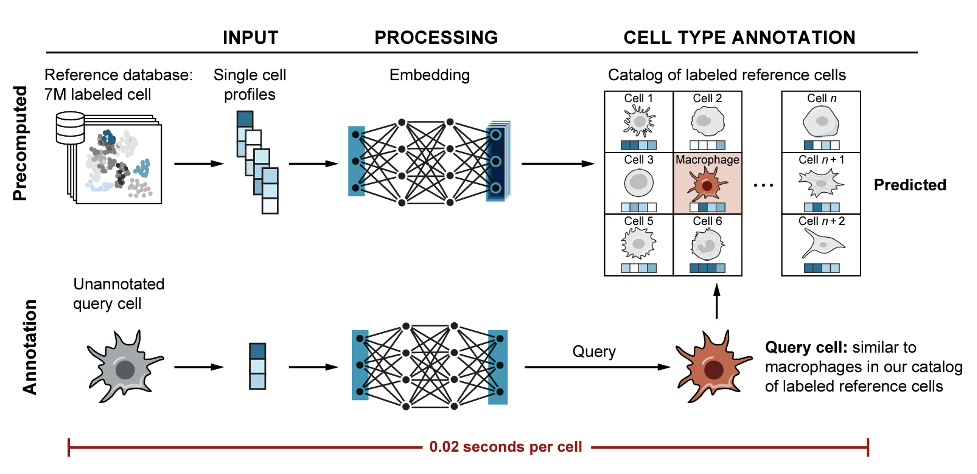 INPUT
PROCESSING
CELL TYPE ANNOTATION
Precomputed
Reference database:
7M labeled cell
Single cell
profiles
Embedding
Catalog of labeled reference cells
Cell 1
Cell 2
Cell n
Cell 3
Macrophage
...
Cell n + 1
Cell 5
Cell 6
Cell n + 2
Predicted
Annotation
Unannotated
query cell
Query
Query cell: similar to
macrophages in our catalog
of labeled reference cells
0.02 seconds per cell